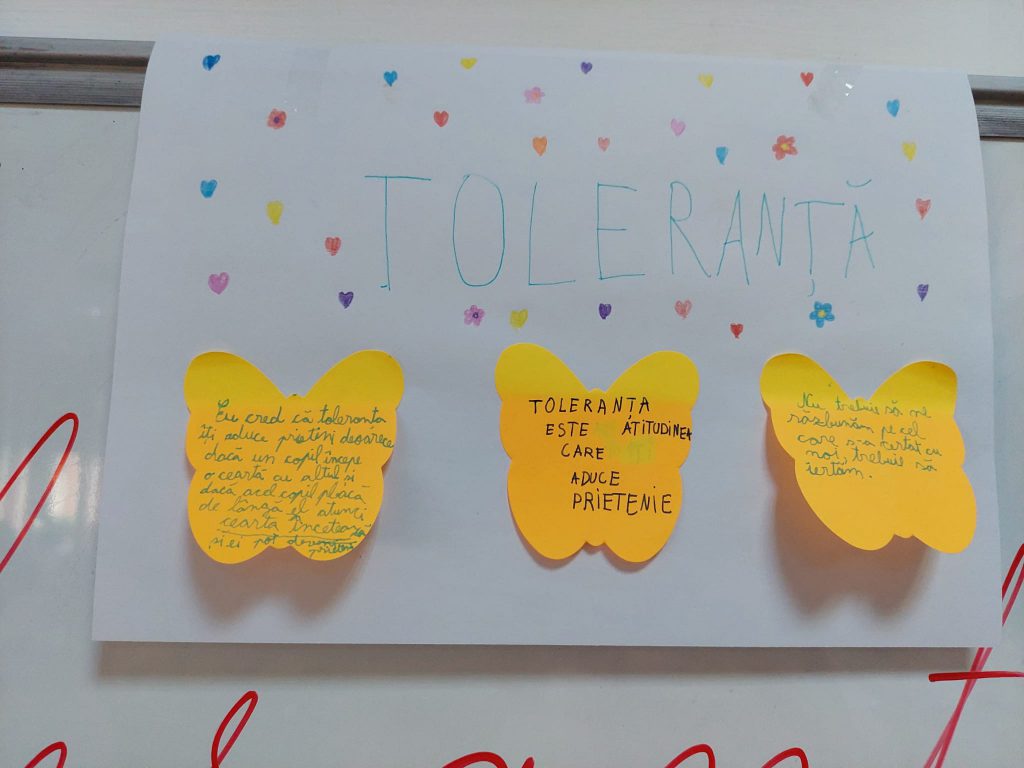 TOLERANȚĂ
Eu cred că toleranța
îți aduce prieteni deoarece
dacă un copil începe
o ceartă cu altul și
dacă acel copil pleacă
de lângă el atunci
cearta încetează
și ei pot deveni
prieteni
TOLERANȚA
ESTE ATITUDINEA
CARE
ADUCE
PRIETENIE
Nu trebuie să ne
răzbunăm pe cel
care s-a certat cu
noi, trebuie să
iertăm.